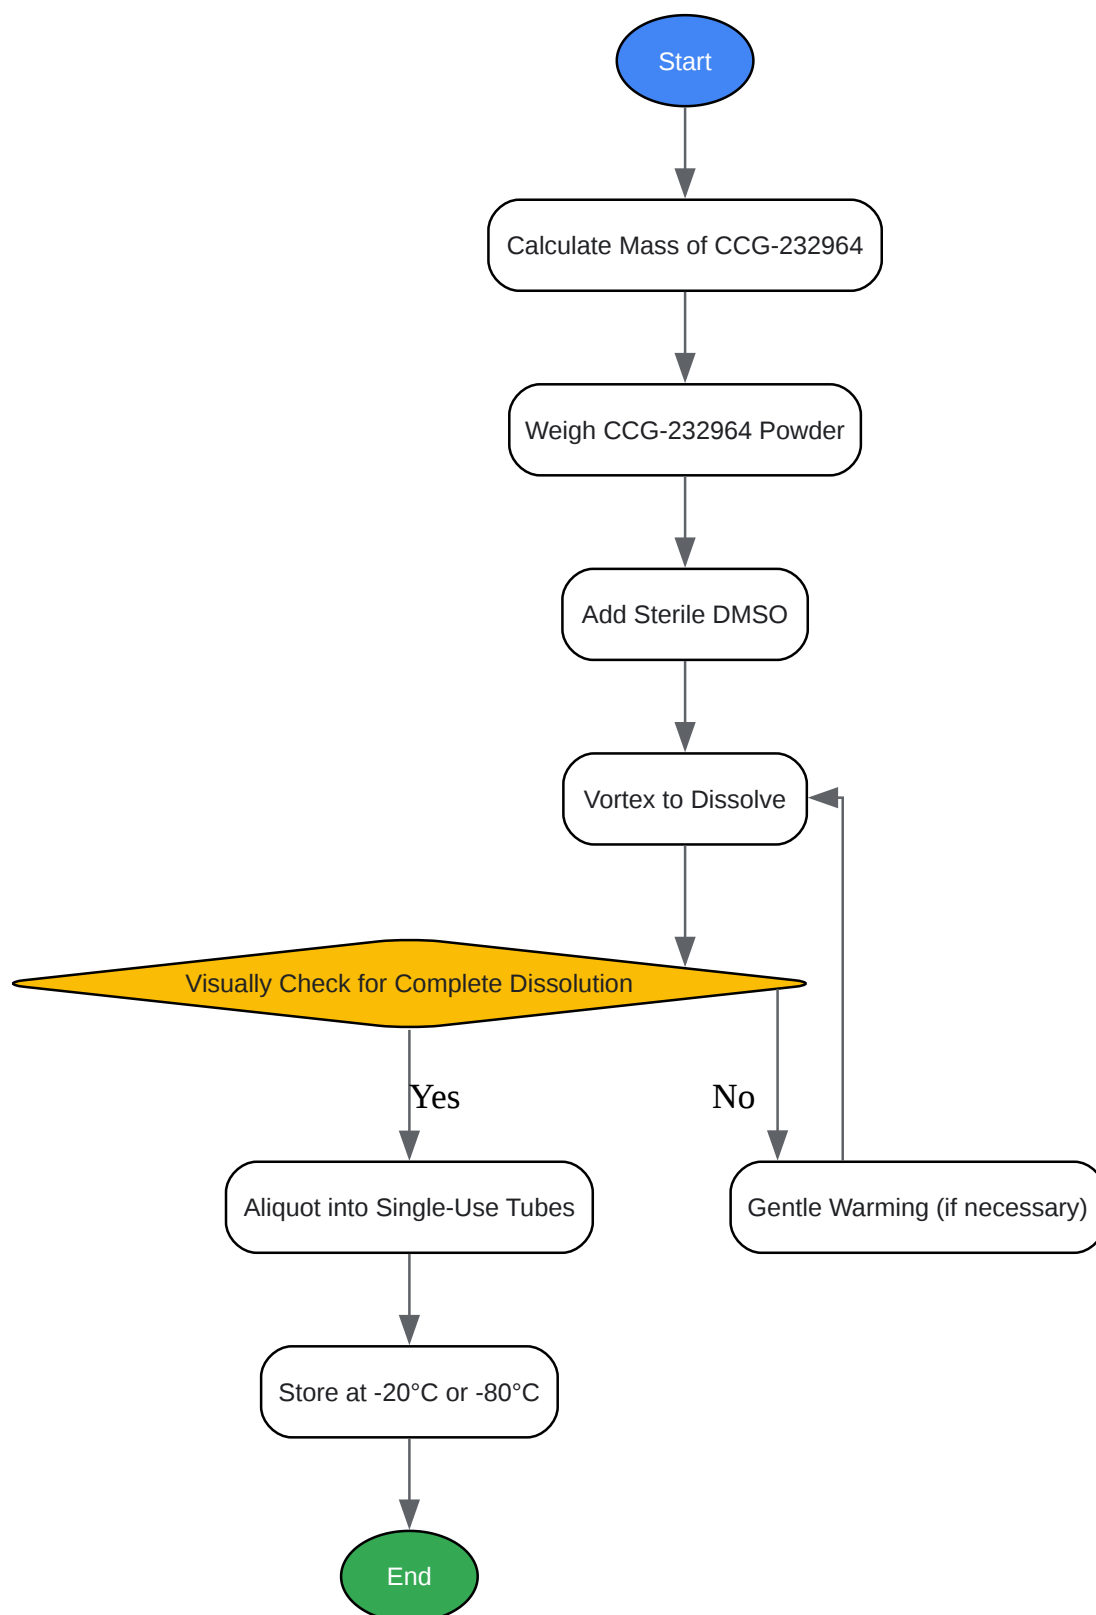 Start
Calculate Mass of CCG-232964
Weigh CCG-232964 Powder
Add Sterile DMSO
Vortex to Dissolve
Visually Check for Complete Dissolution
Yes
No
Aliquot into Single-Use Tubes
Gentle Warming (if necessary)
Store at -20°C or -80°C
End